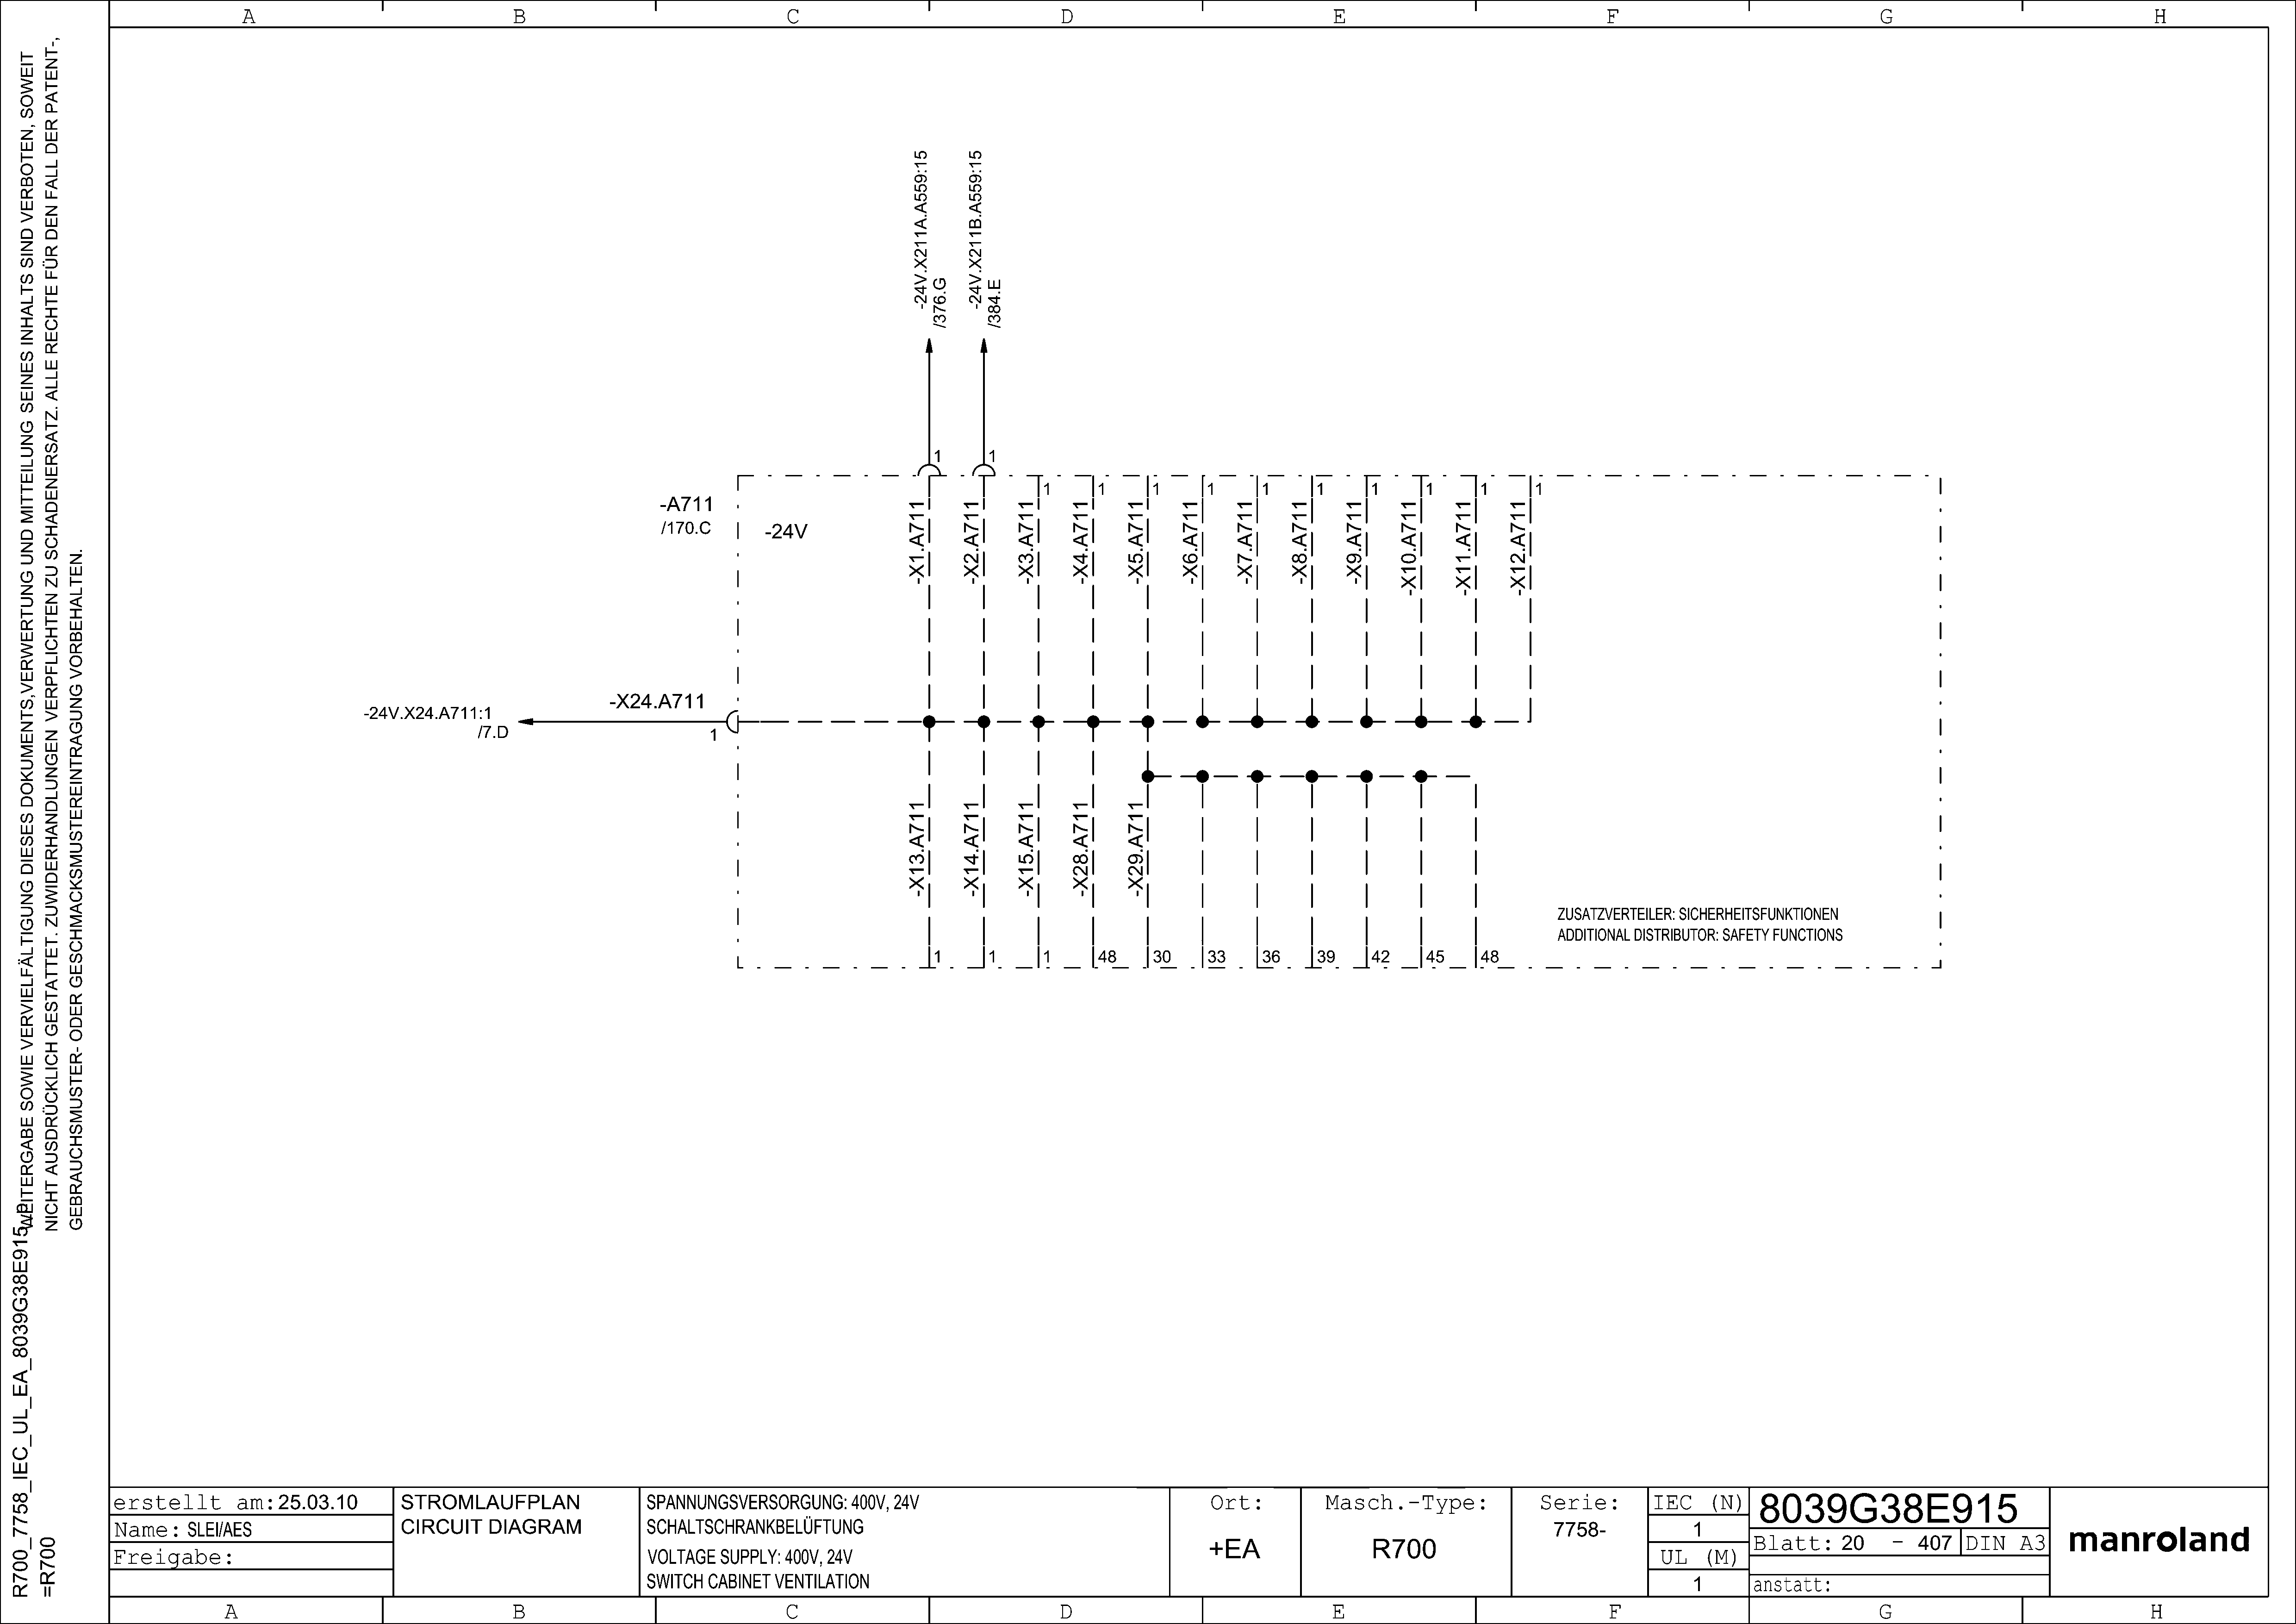 A B C D E F G H
-24V.X211A.A559:15
/376.G
-24V.X211B.A559:15
/384.E
1 1
-A711
/170.C
-24V
1 1 1 1 1 1 1 1 1 1
-X1.A711
-X2.A711
-X3.A711
-X4.A711
-X5.A711
-X6.A711
-X7.A711
-X8.A711
-X9.A711
-X10.A711
-X11.A711
-X12.A711
-X24.A711
-24V.X24.A711:1
/7.D
1
-X13.A711
-X14.A711
-X15.A711
-X28.A711
-X29.A711
ZUSATZVERTEILER: SICHERHEITSFUNKTIONEN
ADDITIONAL DISTRIBUTOR: SAFETY FUNCTIONS
1 1 1 48 30 33 36 39 42 45 48
WEITERGABE SOWIE VERVIELFÄLTIGUNG DIESES DOKUMENTS,VERWERTUNG UND MITTEILUNG SEINES INHALTS SIND VERBOTEN, SOWEIT
NICHT AUSDRÜCKLICH GESTATTET. ZUWIDERHANDLUNGEN VERPFLICHTEN ZU SCHADENERSATZ. ALLE RECHTE FÜR DEN FALL DER PATENT-,
GEBRAUCHSMUSTER- ODER GESCHMACKSMUSTEREINTRAGUNG VORBEHALTEN.
R700_7758_IEC_UL_EA_8039G38E915_P
=R700
erstellt am: 25.03.10
Name: SLEI/AES
Freigabe:
STROMLAUFPLAN
CIRCUIT DIAGRAM
SPANNUNGSVERSORGUNG: 400V, 24V
SCHALTSCHRANKBELÜFTUNG
VOLTAGE SUPPLY: 400V, 24V
SWITCH CABINET VENTILATION
Ort:
+EA
Masch.-Type:
R700
Serie:
7758-
IEC (N)
1
UL (M)
1
8039G38E915
Blatt: 20 - 407 DIN A3
anstatt:
manroland
A B C D E F G H